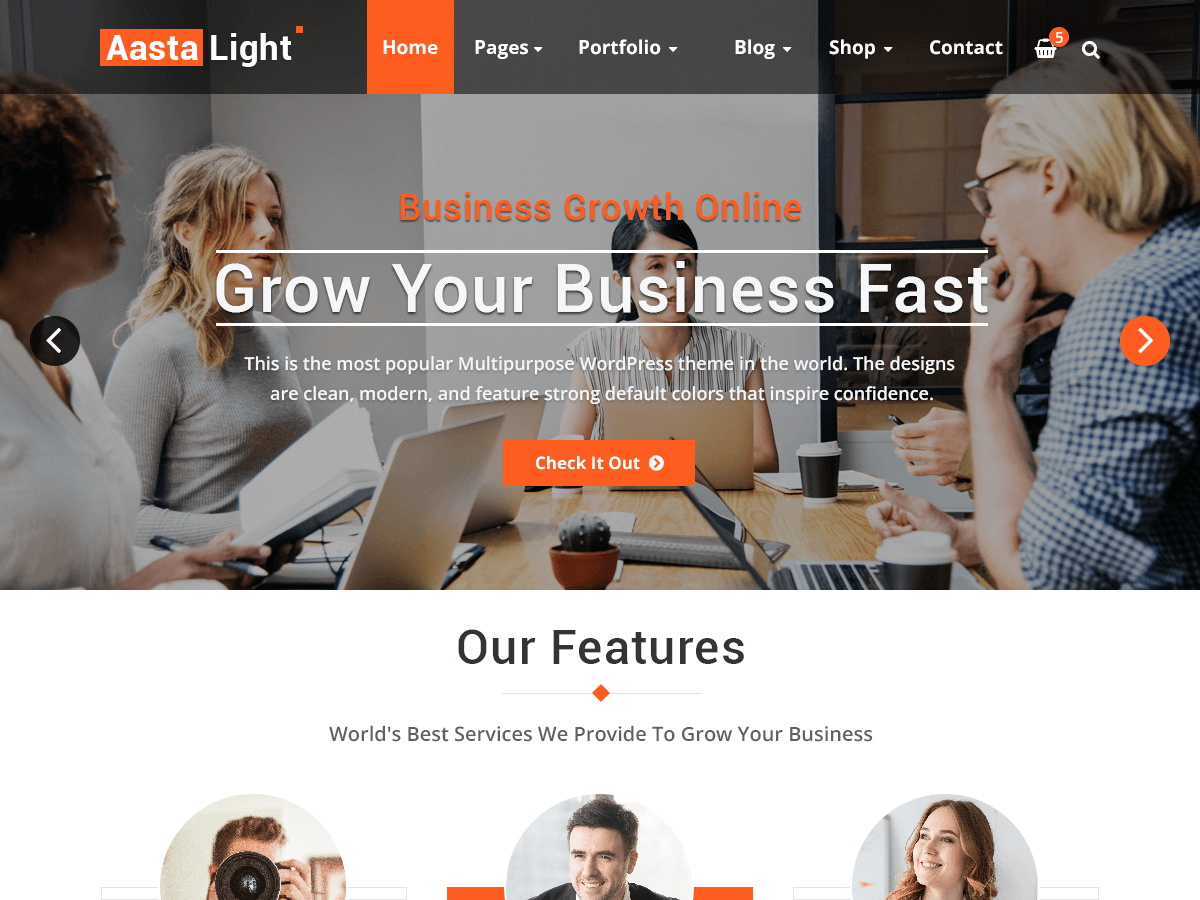 Aasta Light
Home Pages Portfolio Blog Shop Contact 5
Business Growth Online
Grow Your Business Fast
This is the most popular Multipurpose WordPress theme in the world. The designs
are clean, modern, and feature strong default colors that inspire confidence.
Check It Out
Our Features
World's Best Services We Provide To Grow Your Business